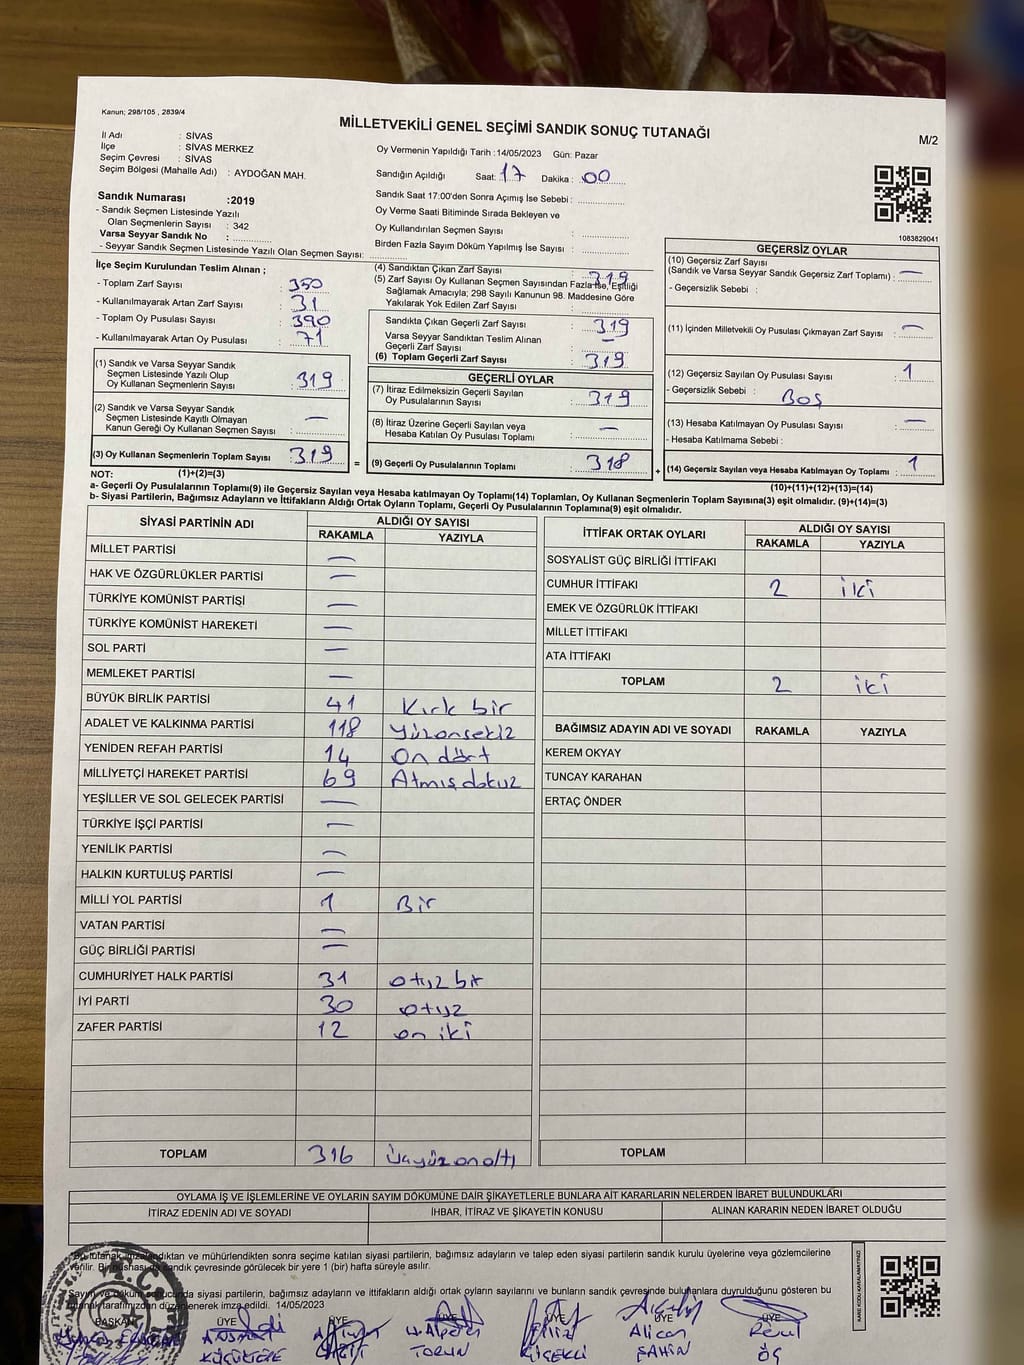 Kanun; 298/105 , 2839/4
MİLLETVEKİLİ GENEL SEÇİMİ SANDIK SONUÇ TUTANAĞI
M/2
İl Adı : SİVAS
İlçe : SİVAS MERKEZ
Seçim Çevresi : SİVAS
Seçim Bölgesi (Mahalle Adı) : AYDOĞAN MAH.
Oy Vermenin Yapıldığı Tarih : 14/05/2023 Gün: Pazar
Sandığın Açıldığı Saat: 17 Dakika : 00
Sandık Saat 17:00'den Sonra Açımış İse Sebebi :
Oy Verme Saati Bitiminde Sırada Bekleyen ve
Oy Kullandırılan Seçmen Sayısı :
Birden Fazla Sayım Döküm Yapılmış İse Sayısı :
1083829041
Sandık Numarası :2019
- Sandık Seçmen Listesinde Yazılı
Olan Seçmenlerin Sayısı : 342
Varsa Seyyar Sandık No :
- Seyyar Sandık Seçmen Listesinde Yazılı Olan Seçmen Sayısı:
İlçe Seçim Kurulundan Teslim Alınan ;
- Toplam Zarf Sayısı : 350
- Kullanılmayarak Artan Zarf Sayısı : 31
- Toplam Oy Pusulası Sayısı : 390
- Kullanılmayarak Artan Oy Pusulası : 71
(1) Sandık ve Varsa Seyyar Sandık
Seçmen Listesinde Yazılı Olup
Oy Kullanan Seçmenlerin Sayısı : 319
(2) Sandık ve Varsa Seyyar Sandık
Seçmen Listesinde Kayıtlı Olmayan
Kanun Gereği Oy Kullanan Seçmen Sayısı : —
(3) Oy Kullanan Seçmenlerin Toplam Sayısı : 319
(1)+(2)=(3)
(4) Sandıktan Çıkan Zarf Sayısı : 319
(5) Zarf Sayısı Oy Kullanan Seçmen Sayısından Fazla İse, Eşitliği
Sağlamak Amacıyla; 298 Sayılı Kanunun 98. Maddesine Göre
Yakılarak Yok Edilen Zarf Sayısı :
Sandıkta Çıkan Geçerli Zarf Sayısı : 319
Varsa Seyyar Sandıktan Teslim Alınan
Geçerli Zarf Sayısı : —
(6) Toplam Geçerli Zarf Sayısı : 319
GEÇERLİ OYLAR
(7) İtiraz Edilmeksizin Geçerli Sayılan
Oy Pusulalarının Sayısı : 319
(8) İtiraz Üzerine Geçerli Sayılan veya
Hesaba Katılan Oy Pusulası Toplamı : —
= (9) Geçerli Oy Pusulalarının Toplamı : 318
GEÇERSİZ OYLAR
(10) Geçersiz Zarf Sayısı
(Sandık ve Varsa Seyyar Sandık Geçersiz Zarf Toplamı) : —
- Geçersizlik Sebebi :
(11) İçinden Milletvekili Oy Pusulası Çıkmayan Zarf Sayısı : —
(12) Geçersiz Sayılan Oy Pusulası Sayısı : 1
- Geçersizlik Sebebi : Boş
(13) Hesaba Katılmayan Oy Pusulası Sayısı : —
- Hesaba Katılmama Sebebi :
+ (14) Geçersiz Sayılan veya Hesaba Katılmayan Oy Toplamı : 1
(10)+(11)+(12)+(13)=(14)
NOT:
a- Geçerli Oy Pusulalarının Toplamı(9) ile Geçersiz Sayılan veya Hesaba katılmayan Oy Toplamı(14) Toplamları, Oy Kullanan Seçmenlerin Toplam Sayısına(3) eşit olmalıdır. (9)+(14)=(3)
b- Siyasi Partilerin, Bağımsız Adayların ve İttifakların Aldığı Ortak Oyların Toplamı, Geçerli Oy Pusulalarının Toplamına(9) eşit olmalıdır.
SİYASİ PARTİNİN ADI ALDIĞI OY SAYISI
RAKAMLA YAZIYLA
MİLLET PARTİSİ —
HAK VE ÖZGÜRLÜKLER PARTİSİ —
TÜRKİYE KOMÜNİST PARTİSİ —
TÜRKİYE KOMÜNİST HAREKETİ —
SOL PARTİ —
MEMLEKET PARTİSİ —
BÜYÜK BİRLİK PARTİSİ 41 Kırk bir
ADALET VE KALKINMA PARTİSİ 118 Yüzonsekiz
YENİDEN REFAH PARTİSİ 14 On dört
MİLLİYETÇİ HAREKET PARTİSİ 69 Atmışdokuz
YEŞİLLER VE SOL GELECEK PARTİSİ —
TÜRKİYE İŞÇİ PARTİSİ —
YENİLİK PARTİSİ —
HALKIN KURTULUŞ PARTİSİ —
MİLLİ YOL PARTİSİ 1 Bir
VATAN PARTİSİ —
GÜÇ BİRLİĞİ PARTİSİ —
CUMHURİYET HALK PARTİSİ 31 otuz bir
İYİ PARTİ 30 otuz
ZAFER PARTİSİ 12 on iki
TOPLAM 316 üçyüzonaltı
İTTİFAK ORTAK OYLARI ALDIĞI OY SAYISI
RAKAMLA YAZIYLA
SOSYALİST GÜÇ BİRLİĞİ İTTİFAKI
CUMHUR İTTİFAKI 2 iki
EMEK VE ÖZGÜRLÜK İTTİFAKI
MİLLET İTTİFAKI
ATA İTTİFAKI
TOPLAM 2 iki
BAĞIMSIZ ADAYIN ADI VE SOYADI RAKAMLA YAZIYLA
KEREM OKYAY
TUNCAY KARAHAN
ERTAÇ ÖNDER
TOPLAM
OYLAMA İŞ VE İŞLEMLERİNE VE OYLARIN SAYIM DÖKÜMÜNE DAİR ŞİKAYETLERLE BUNLARA AİT KARARLARIN NELERDEN İBARET BULUNDUKLARI
İTİRAZ EDENİN ADI VE SOYADI İHBAR, İTİRAZ VE ŞİKAYETİN KONUSU ALINAN KARARIN NEDEN İBARET OLDUĞU
Bu tutanak imzalandıktan ve mühürlendikten sonra seçime katılan siyasi partilerin, bağımsız adayların ve talep eden siyasi partilerin sandık kurulu üyelerine veya gözlemcilerine
verilir. Bir nüshası da sandık çevresinde görülecek bir yere 1 (bir) hafta süreyle asılır.
Sayım ve döküm sonucunda siyasi partilerin, bağımsız adayların ve ittifakların aldığı ortak oyların sayılarını ve bunların sandık çevresinde bulunanlara duyrulduğunu gösteren bu
tutanak tarafımızdan düzenlenerek imza edildi. 14/05/2023
BAŞKAN ÜYE ÜYE ÜYE ÜYE ÜYE ÜYE
Alican
KÜÇÜKTEPE TORUN ÇİÇEKLİ ŞAHİN ÖĞ
T.C.